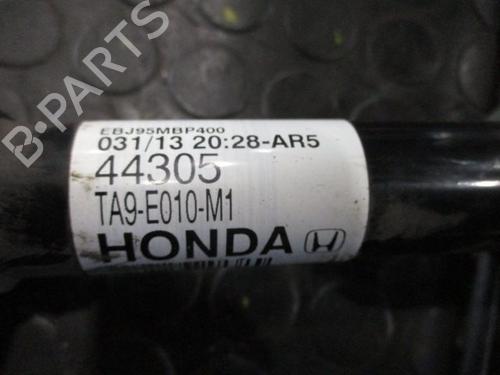 EBJ95MBP400
031/13 20:28-AR5
44305
TA9-E010-M1
HONDA
B-PARTS